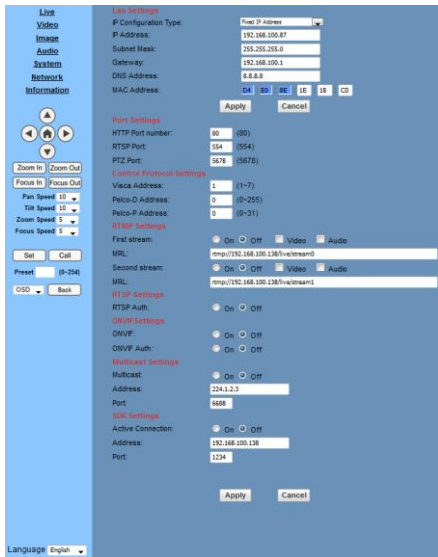 Live
Video
Image
Audio
System
Network
Information
Zoom In Zoom Out
Focus In Focus Out
Pan Speed 10
Tilt Speed 10
Zoom Speed 5
Focus Speed 5
Set Call
Preset (0~254)
OSD Back
Language English
Lan Settings
IP Configuration Type: Fixed IP Address
IP Address: 192.168.100.87
Subnet Mask: 255.255.255.0
Gateway: 192.168.100.1
DNS Address: 8.8.8.8
MAC Address: D4 E0 8E 1E 18 C0
Apply Cancel
Port Settings
HTTP Port number: 80 (80)
RTSP Port: 554 (554)
PTZ Port: 5678 (5678)
Control Protocol Settings
Visca Address: 1 (1~7)
Pelco-D Address: 0 (0~255)
Pelco-P Address: 0 (0~31)
RTMP Settings
First stream: On Off Video Audio
MRL: rtmp://192.168.100.138/live/stream0
Second stream: On Off Video Audio
MRL: rtmp://192.168.100.138/live/stream1
RTSP Settings
RTSP Auth: On Off
ONVIFSettings
ONVIF: On Off
ONVIF Auth: On Off
Multicast Settings
Multicast: On Off
Address: 224.1.2.3
Port: 6688
SDK Settings
Active Connection: On Off
Address: 192.168.100.138
Port: 1234
Apply Cancel